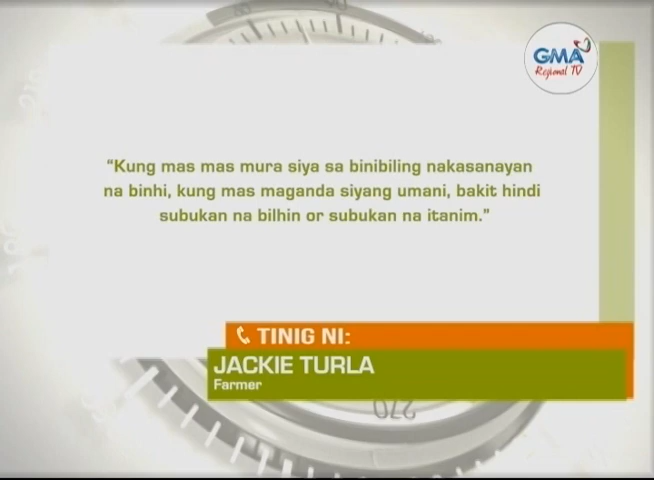 GMA
Regional TV
“Kung mas mas mura siya sa binibiling nakasanayan
na binhi, kung mas maganda siyang umani, bakit hindi
subukan na bilhin or subukan na itanim.”
TINIG NI:
JACKIE TURLA
Farmer
270